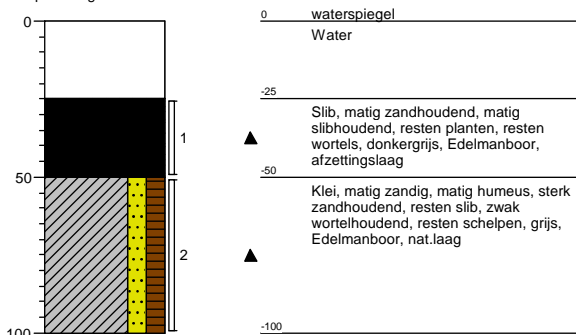 0
0
waterspiegel
Water
-25
Slib, matig zandhoudend, matig
slibhoudend, resten planten, resten
wortels, donkergrijs, Edelmanboor,
afzettingslaag
1
50
-50
Klei, matig zandig, matig humeus, sterk
zandhoudend, resten slib, zwak
wortelhoudend, resten schelpen, grijs,
Edelmanboor, nat.laag
2
100
-100